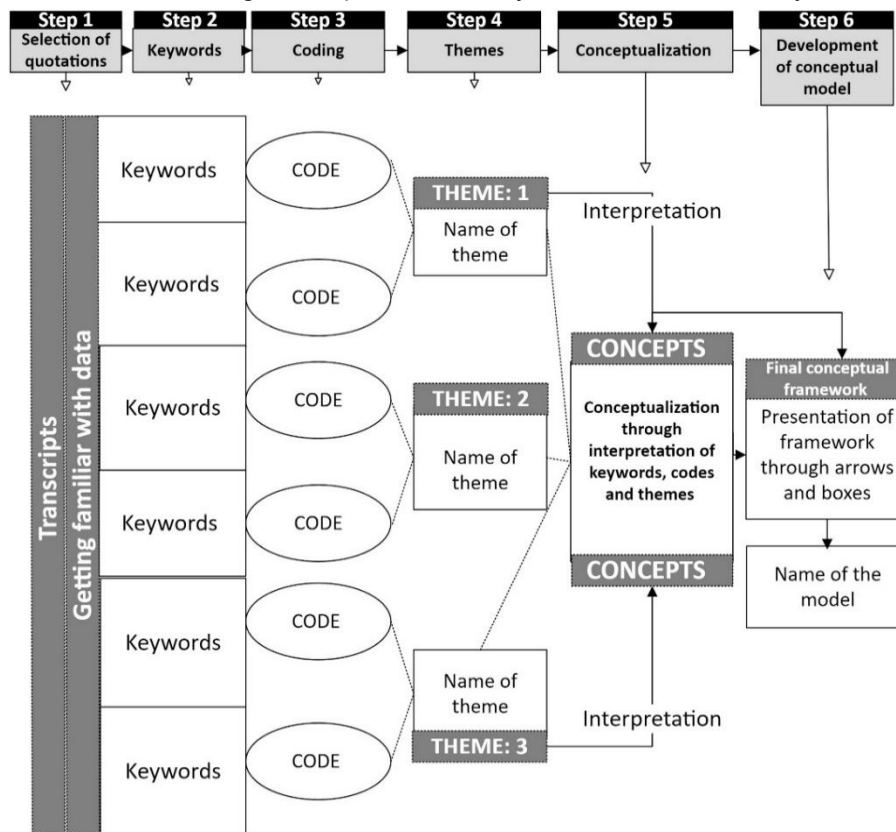 Step 1
Selection of
quotations
Step 2
Keywords
Step 3
Coding
Step 4
Themes
Step 5
Conceptualization
Step 6
Development
of conceptual
model
Transcripts
Getting familiar with data
Keywords
Keywords
Keywords
Keywords
Keywords
Keywords
CODE
CODE
CODE
CODE
CODE
CODE
THEME: 1
Name of
theme
THEME: 2
Name of
theme
Name of
theme
THEME: 3
Interpretation
CONCEPTS
Conceptualization
through
interpretation of
keywords, codes
and themes
CONCEPTS
Interpretation
Final conceptual
framework
Presentation of
framework
through arrows
and boxes
Name of the
model